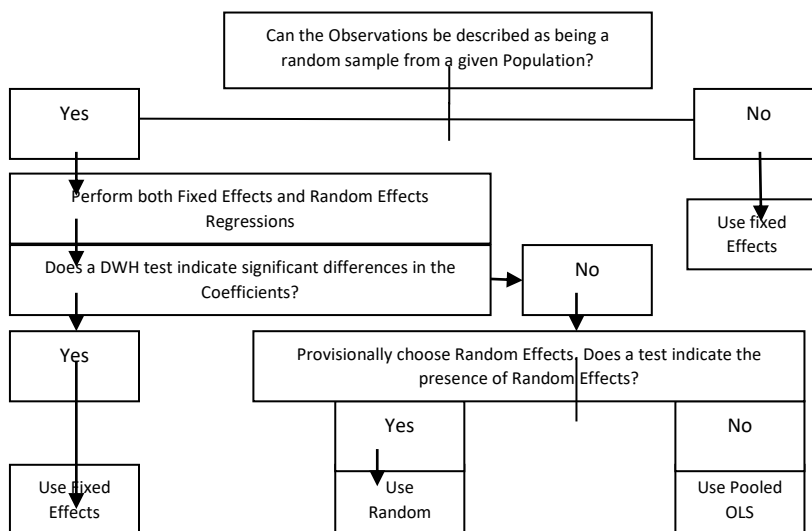 Can the Observations be described as being a
random sample from a given Population?
Yes
No
Perform both Fixed Effects and Random Effects
Regressions
Use fixed
Effects
Does a DWH test indicate significant differences in the
Coefficients?
No
Yes
Provisionally choose Random Effects. Does a test indicate the
presence of Random Effects?
Yes
No
Use Fixed
Effects
Use
Random
Use Pooled
OLS